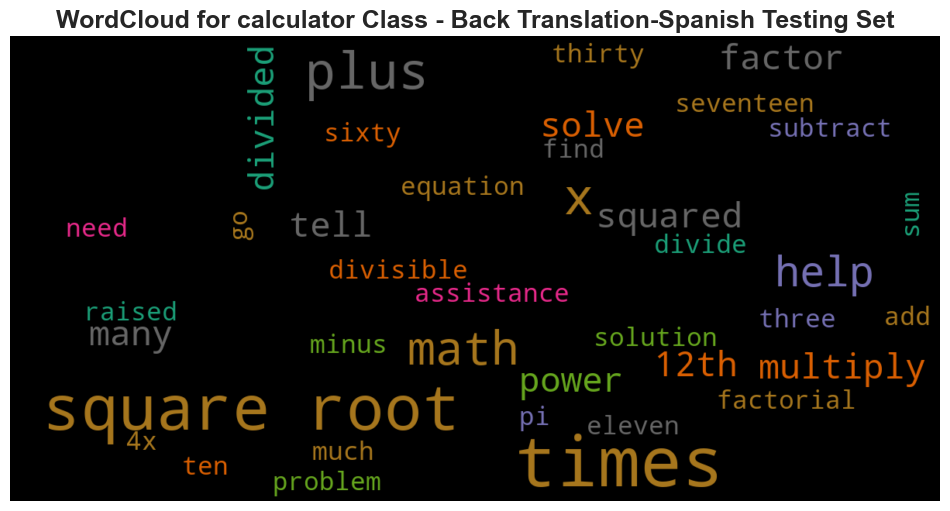 WordCloud for calculator Class - Back Translation-Spanish Testing Set
divided
plus
thirty
factor
seventeen
sixty
solve
subtract
find
equation
x
squared
sum
need
go
tell
divide
divisible
help
assistance
raised
many
three
add
minus
math
solution
12th
multiply
power
factorial
square root
pi
eleven
4x
much
times
ten
problem